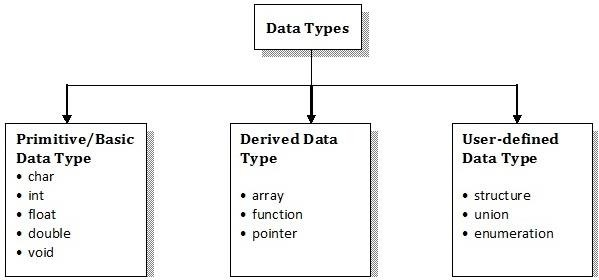 Data Types
Primitive/Basic
Data Type
• char
• int
• float
• double
• void
Derived Data
Type
• array
• function
• pointer
User-defined
Data Type
• structure
• union
• enumeration